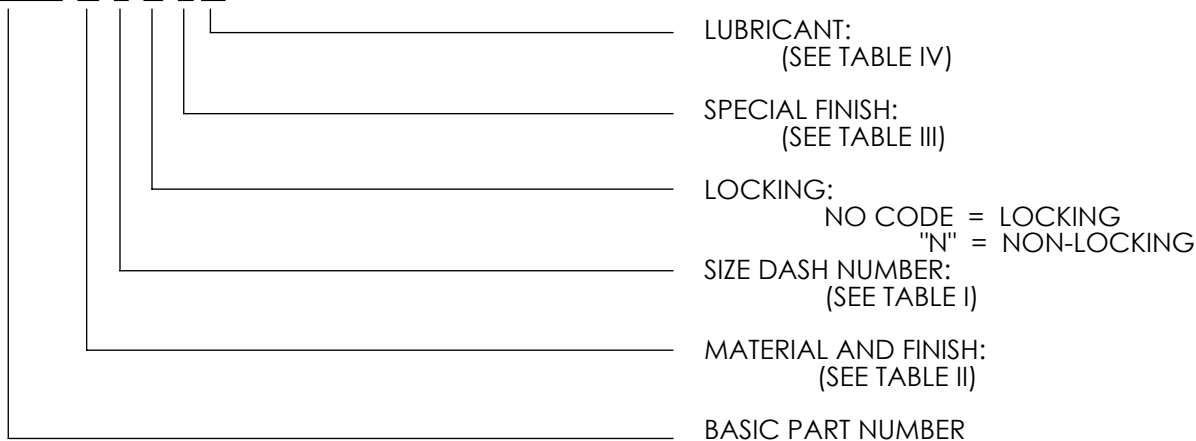 LUBRICANT:
(SEE TABLE IV)
SPECIAL FINISH:
(SEE TABLE III)
LOCKING:
NO CODE = LOCKING
"N" = NON-LOCKING
SIZE DASH NUMBER:
(SEE TABLE I)
MATERIAL AND FINISH:
(SEE TABLE II)
BASIC PART NUMBER